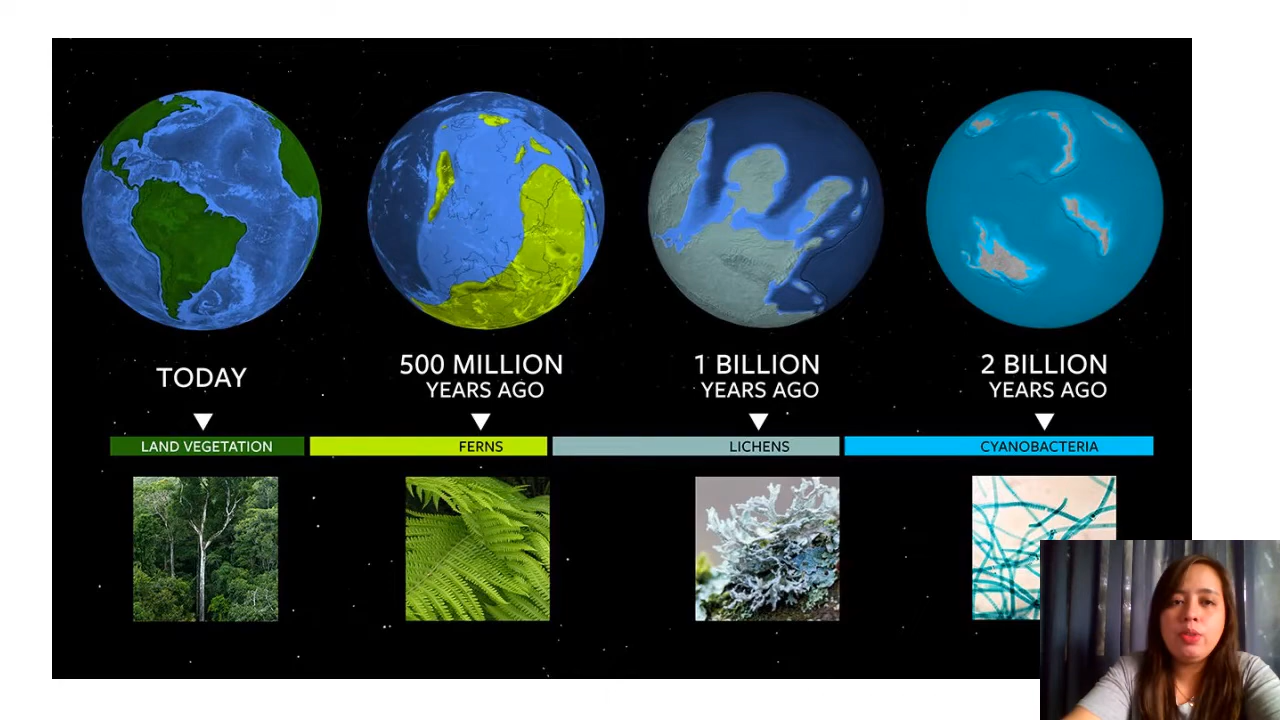 TODAY
500 MILLION
YEARS AGO
1 BILLION
YEARS AGO
2 BILLION
YEARS AGO
LAND VEGETATION
FERNS
LICHENS
CYANOBACTERIA